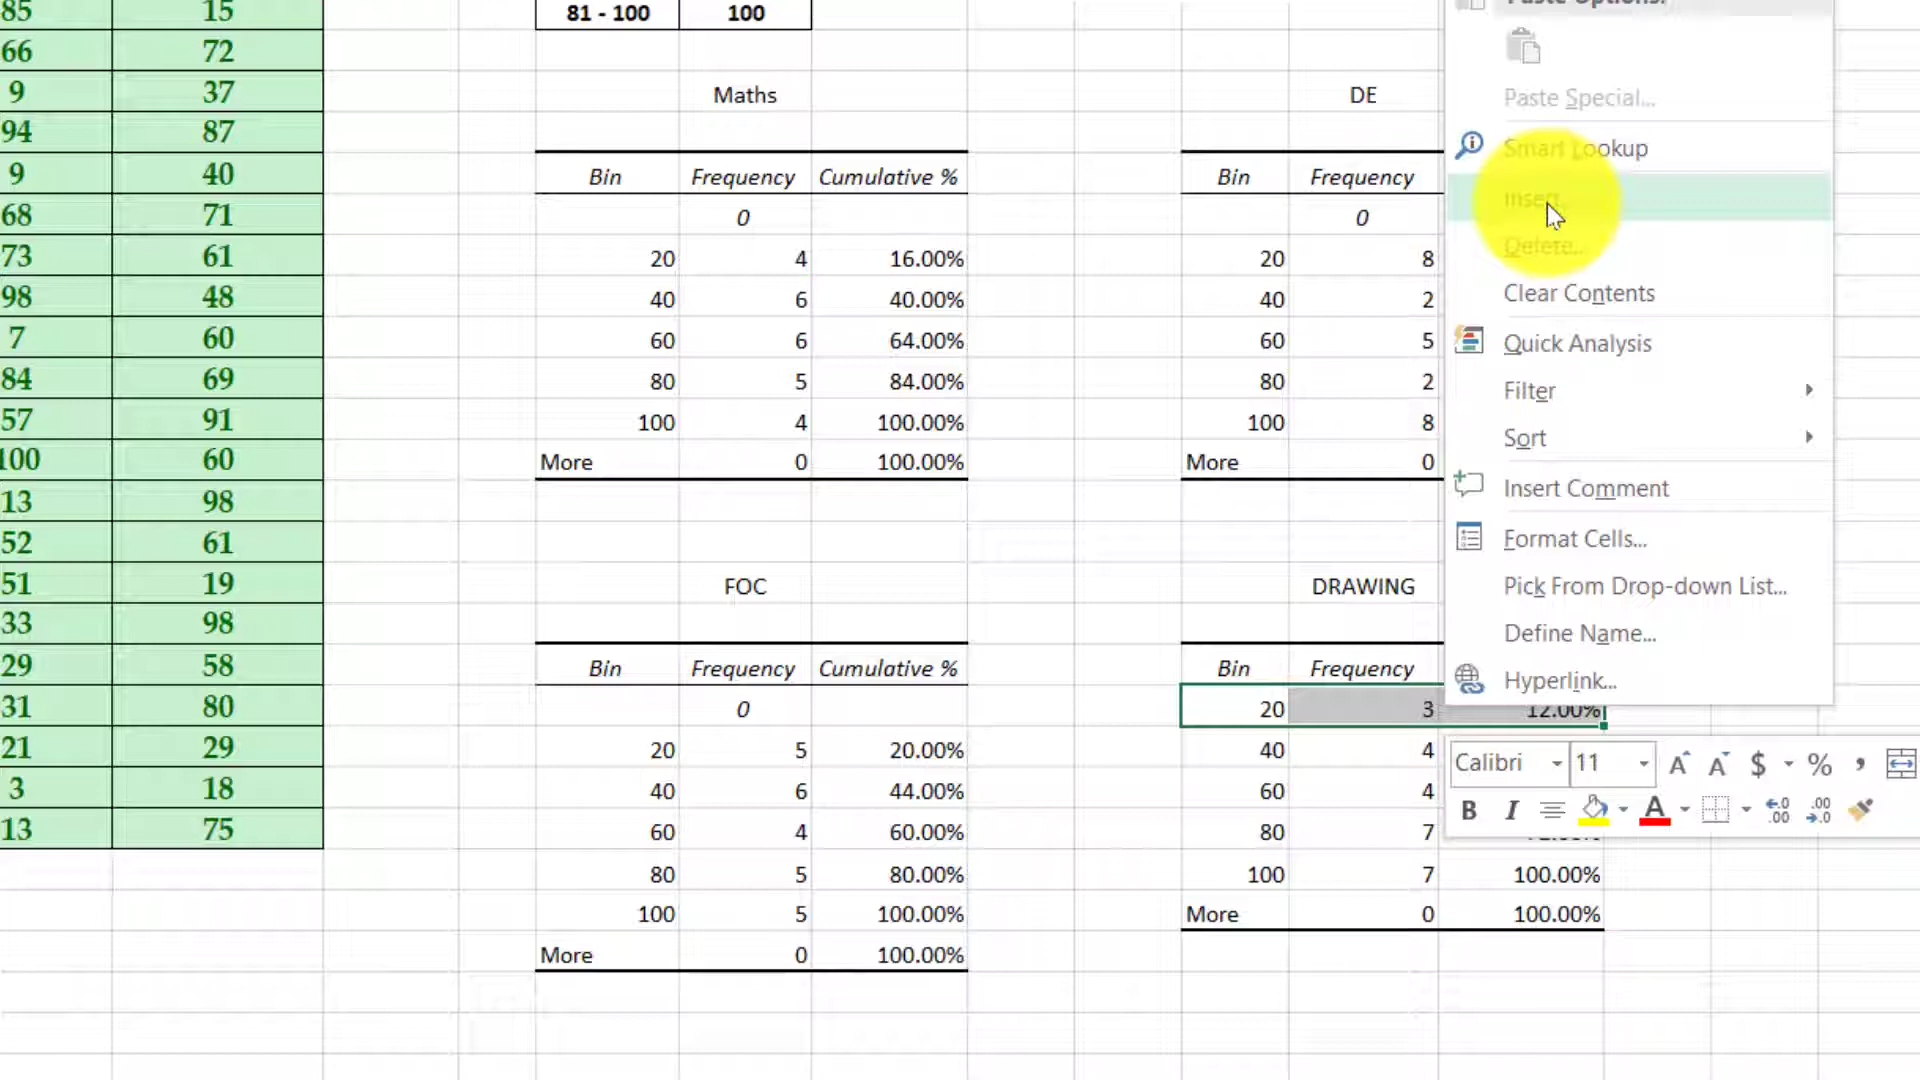 85 15 81 - 100 100 Paste Options:
66 72
9 37 Maths DE Paste Special...
94 87
9 40 Bin Frequency Cumulative % Bin Frequency Smart Lookup
68 71 0 0 Insert...
73 61 20 4 16.00% 20 8 Delete...
98 48 40 6 40.00% 40 2 Clear Contents
7 60 60 6 64.00% 60 5 Quick Analysis
84 69 80 5 84.00% 80 2 Filter
57 91 100 4 100.00% 100 8 Sort
100 60 More 0 100.00% More 0
13 98 Insert Comment
52 61 Format Cells...
51 19 FOC DRAWING Pick From Drop-down List...
33 98 Define Name...
29 58 Bin Frequency Cumulative % Bin Frequency Hyperlink...
31 80 0 20 3 12.00%
21 29 20 5 20.00% 40 4 Calibri 11 A A $ % ,
3 18 40 6 44.00% 60 4 B I A .0 .00 .00 .0
13 75 60 4 60.00% 80 7
80 5 80.00% 100 7 100.00%
100 5 100.00% More 0 100.00%
More 0 100.00%